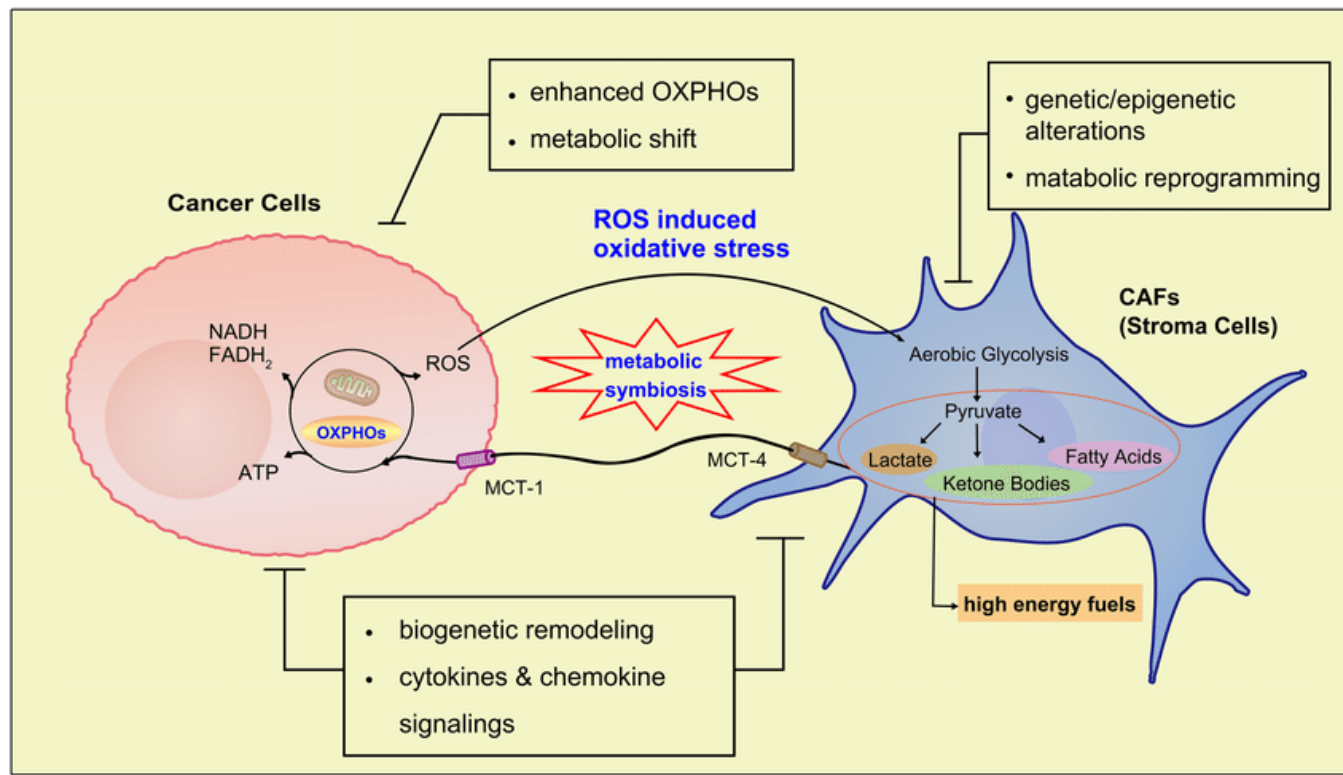 • enhanced OXPHOs
• metabolic shift
• genetic/epigenetic
alterations
• matabolic reprogramming
Cancer Cells
ROS induced
oxidative stress
CAFs
(Stroma Cells)
NADH
FADH₂
ROS
metabolic
symbiosis
Aerobic Glycolysis
Pyruvate
OXPHOs
ATP
MCT-1
MCT-4
Lactate
Fatty Acids
Ketone Bodies
high energy fuels
• biogenetic remodeling
• cytokines & chemokine
signalings